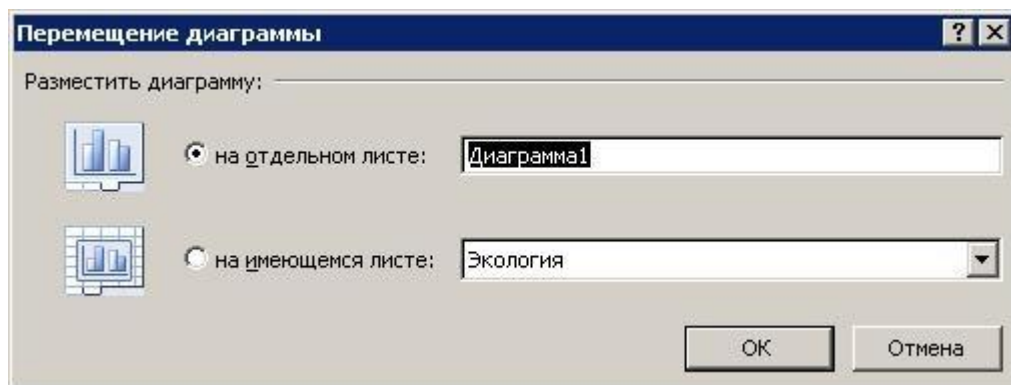 Перемещение диаграммы
Разместить диаграмму:
на отдельном листе: Диаграмма1
на имеющемся листе: Экология
ОК Отмена